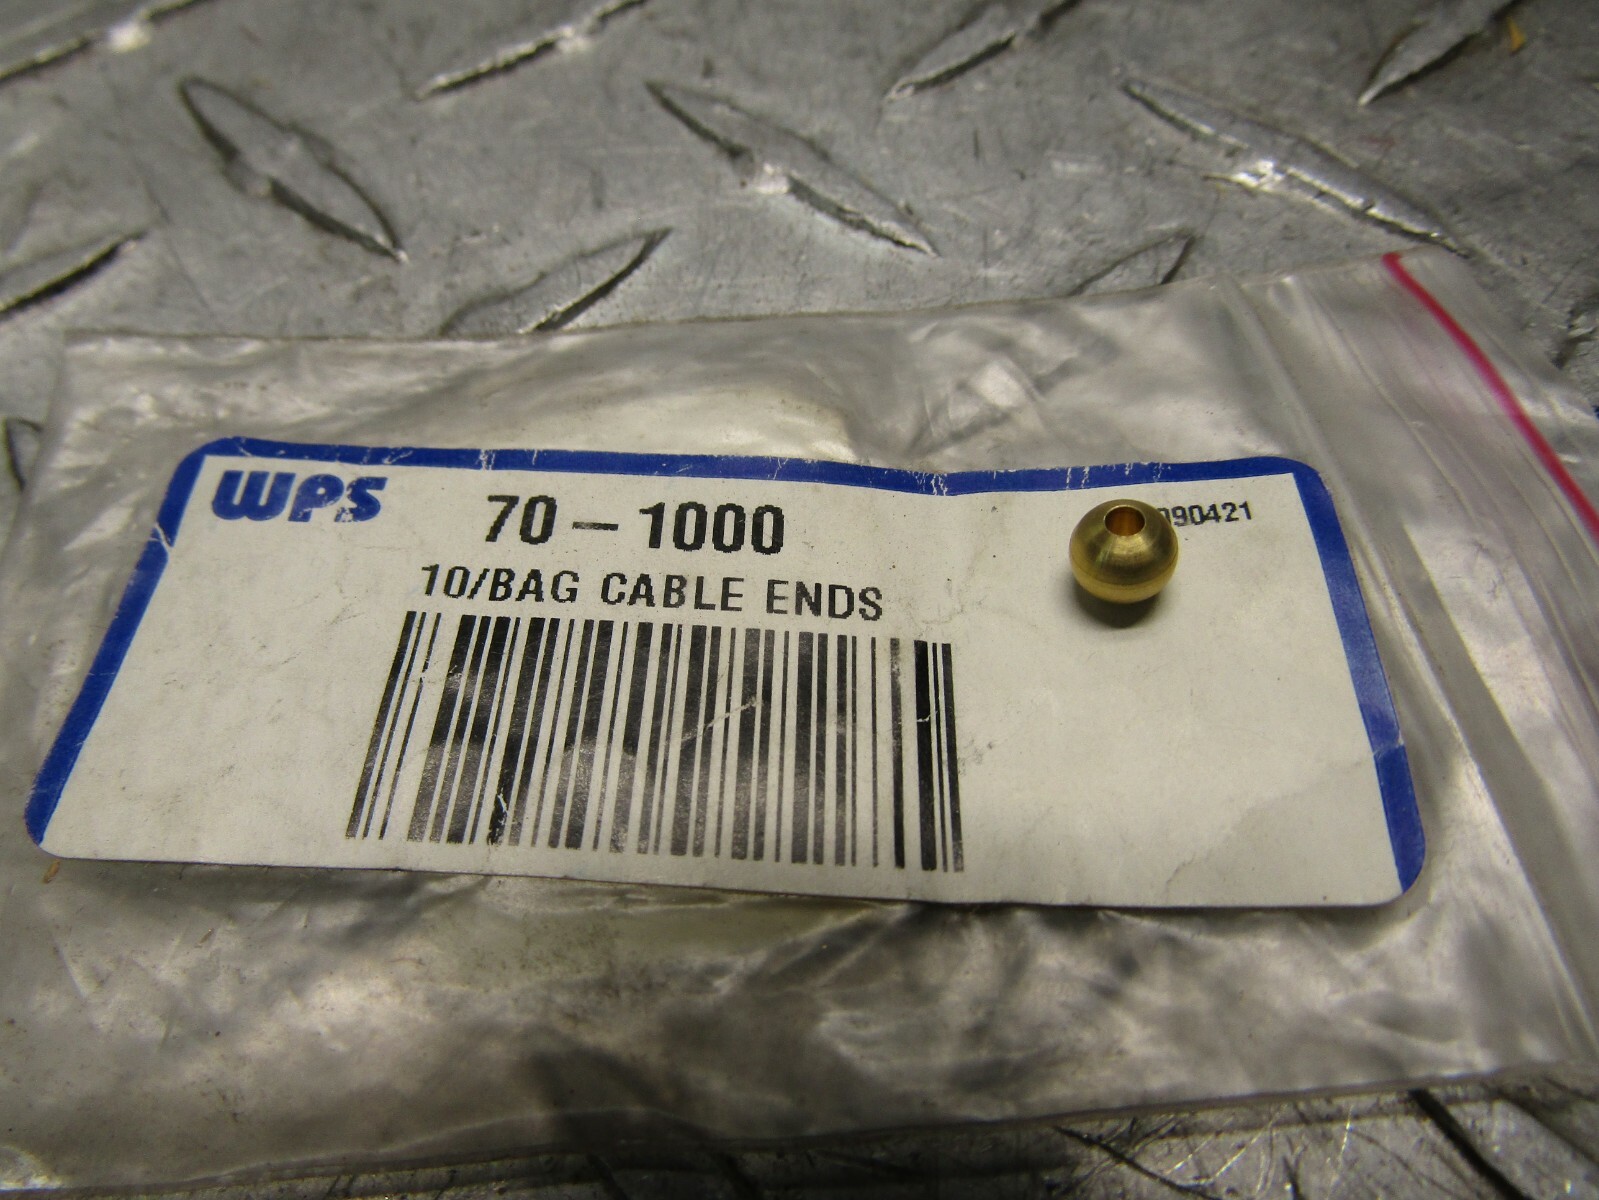 WPS 70-1000
10/BAG CABLE ENDS